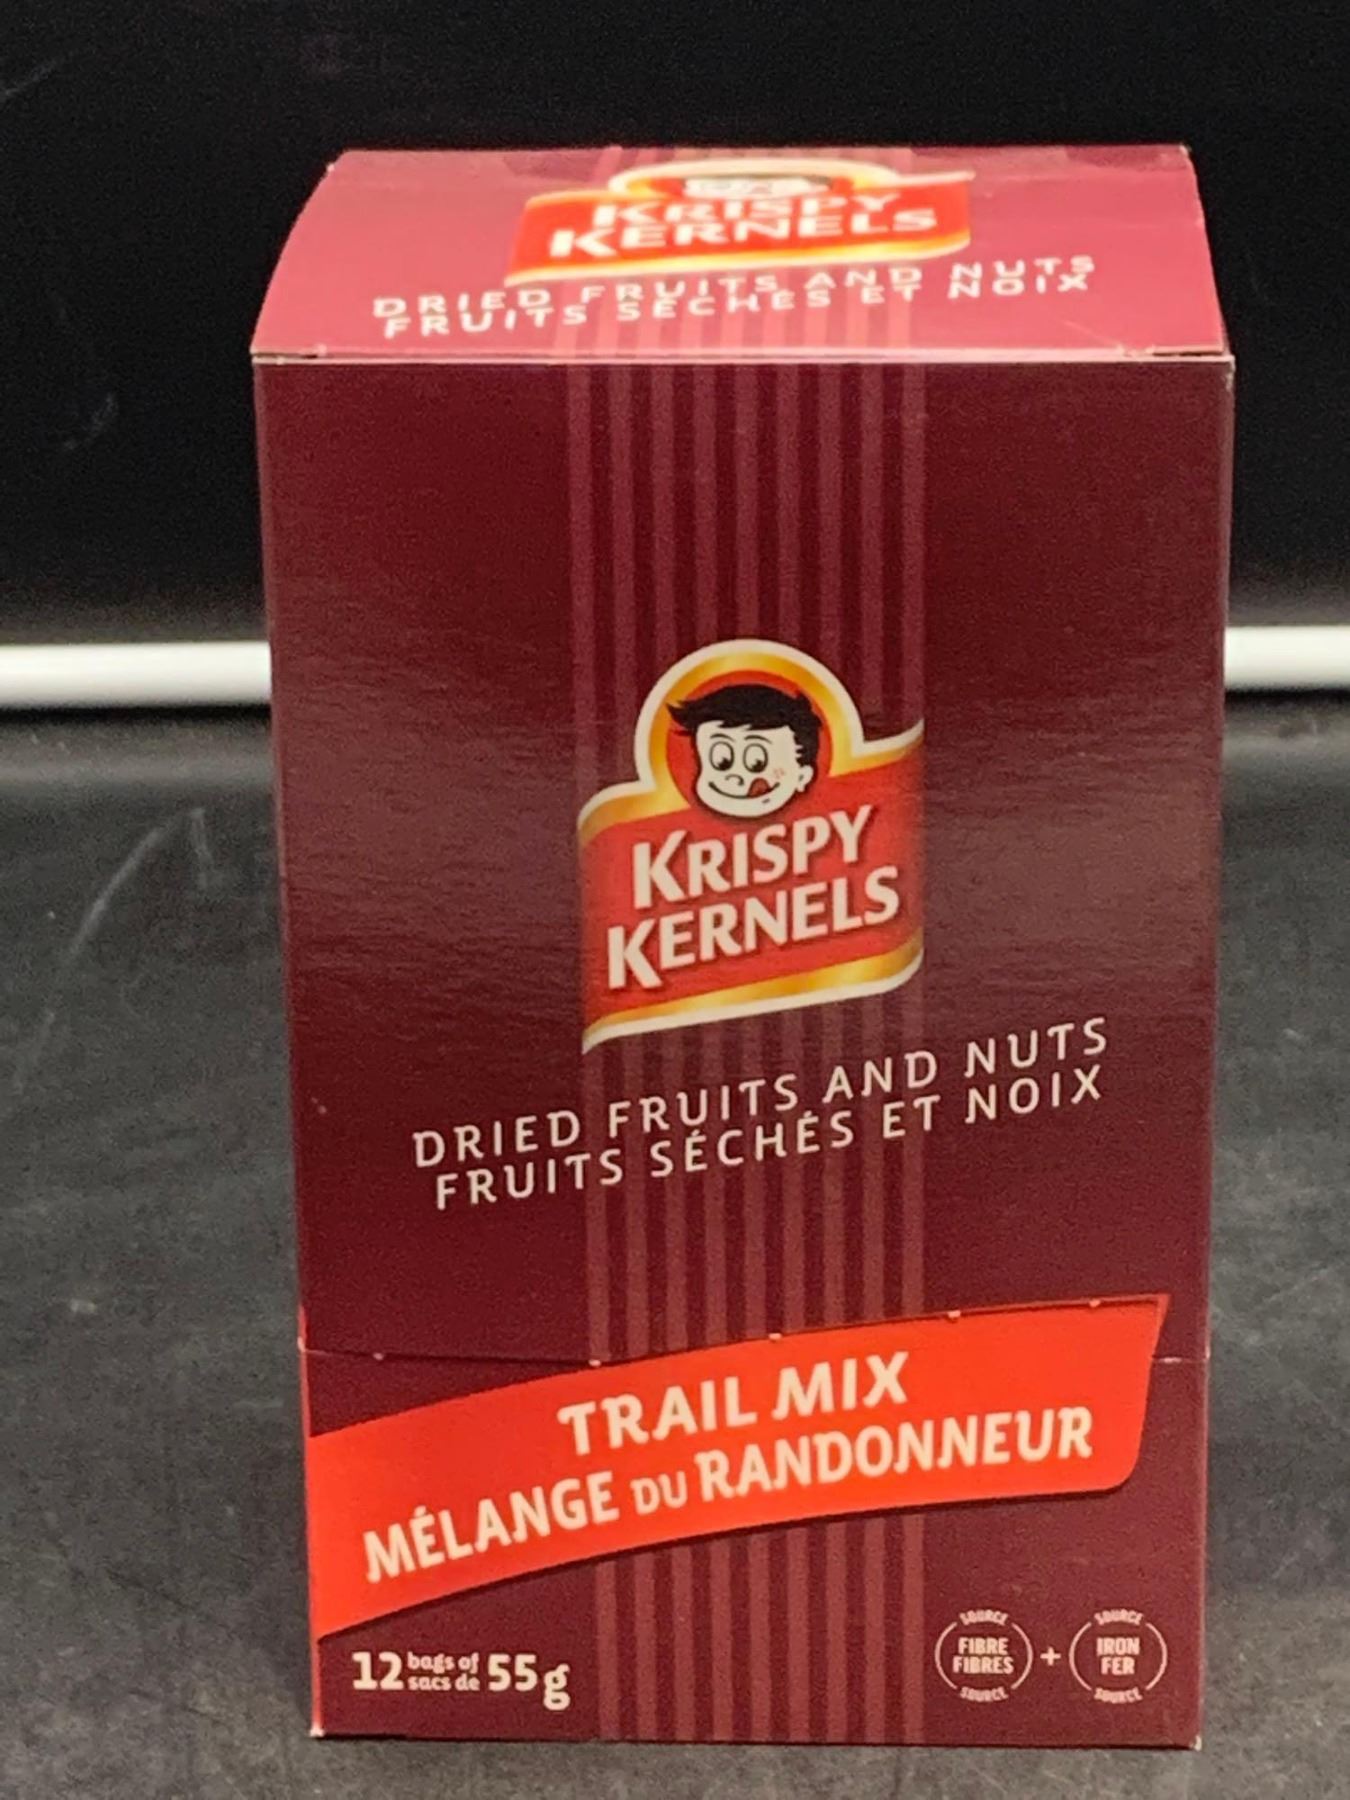 KRISPY
KERNELS
DRIED FRUITS AND NUTS
FRUITS SÉCHÉS ET NOIX
KRISPY
KERNELS
DRIED FRUITS AND NUTS
FRUITS SÉCHÉS ET NOIX
TRAIL MIX
MÉLANGE DU RANDONNEUR
12 bags of 55g
sacs de
SOURCE SOURCE
FIBRE + IRON
FIBRES FER
SOURCE SOURCE